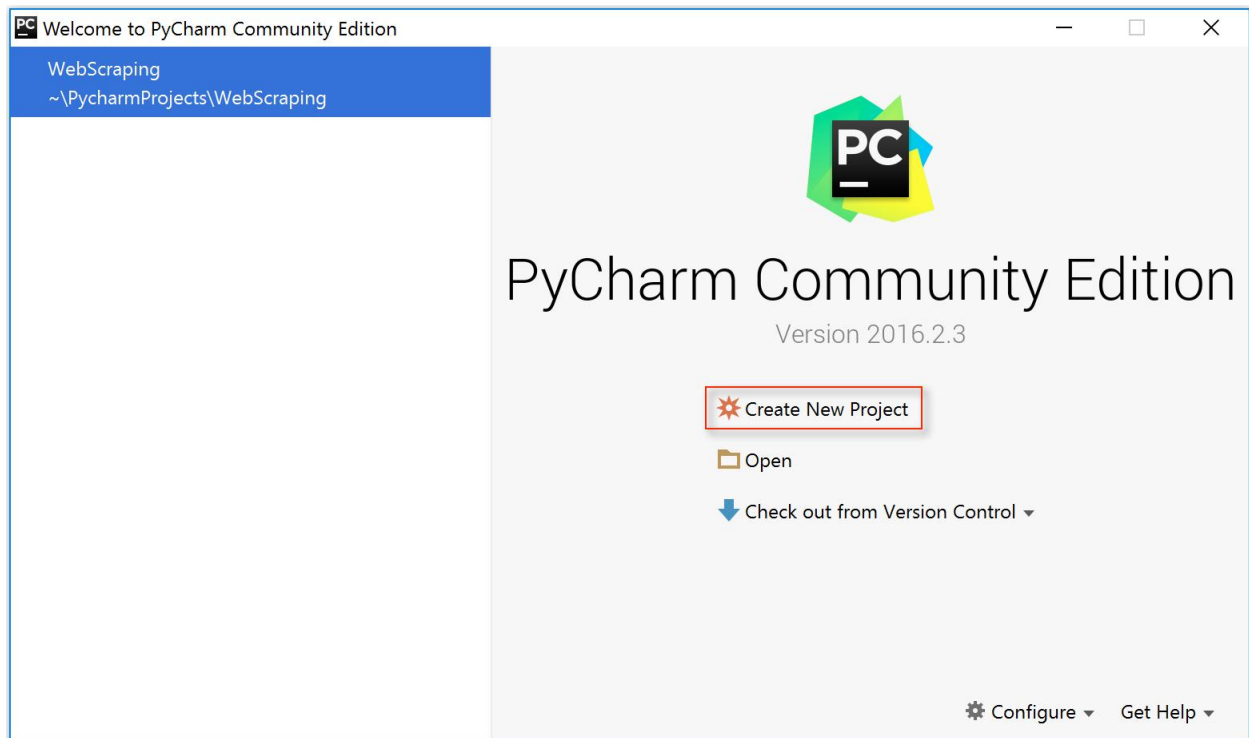 PC Welcome to PyCharm Community Edition
WebScraping
~\PycharmProjects\WebScraping
PC
PyCharm Community Edition
Version 2016.2.3
Create New Project
Open
Check out from Version Control
Configure Get Help